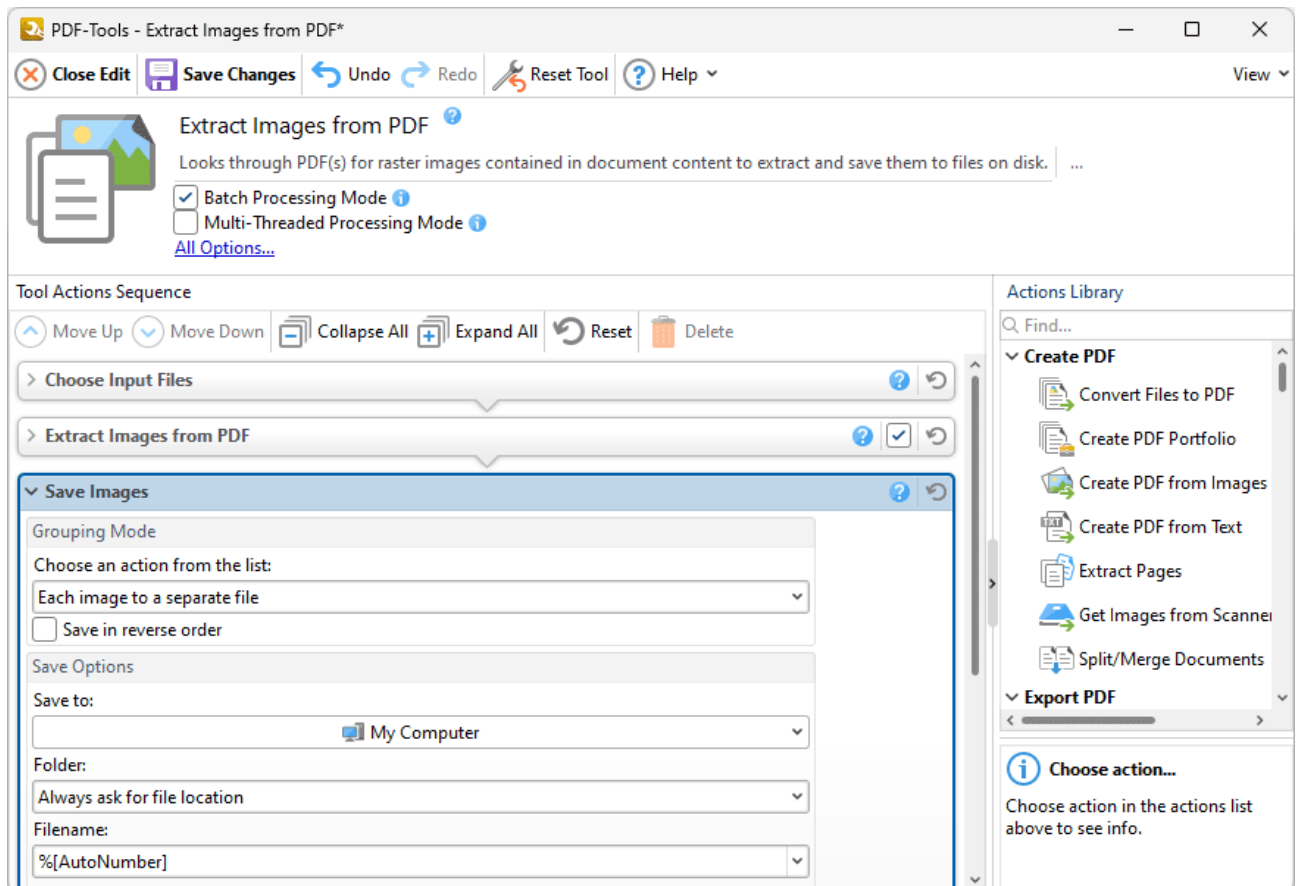 PDF-Tools - Extract Images from PDF*
Close Edit Save Changes Undo Redo Reset Tool Help View
Extract Images from PDF
Looks through PDF(s) for raster images contained in document content to extract and save them to files on disk. ...
Batch Processing Mode
Multi-Threaded Processing Mode
All Options...
Tool Actions Sequence
Move Up Move Down Collapse All Expand All Reset Delete
Choose Input Files
Extract Images from PDF
Save Images
Grouping Mode
Choose an action from the list:
Each image to a separate file
Save in reverse order
Save Options
Save to:
My Computer
Folder:
Always ask for file location
Filename:
%[AutoNumber]
Actions Library
Find...
Create PDF
Convert Files to PDF
Create PDF Portfolio
Create PDF from Images
TXT Create PDF from Text
Extract Pages
Get Images from Scanner
Split/Merge Documents
Export PDF
Choose action...
Choose action in the actions list
above to see info.